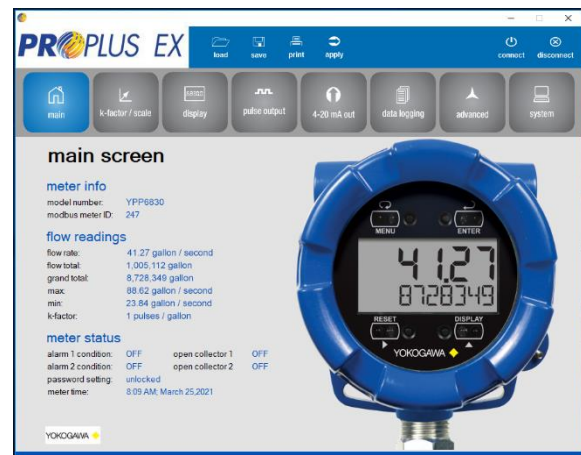 PROPLUS EX
load save print apply connect disconnect
main k-factor / scale display pulse output 4-20 mA out data logging advanced system
main screen
meter info
model number: YPP6830
modbus meter ID: 247
flow readings
flow rate: 41.27 gallon / second
flow total: 1,005,112 gallon
grand total: 8,728,349 gallon
max: 88.62 gallon / second
min: 23.84 gallon / second
k-factor: 1 pulses / gallon
meter status
alarm 1 condition: OFF open collector 1 OFF
alarm 2 condition: OFF open collector 2 OFF
password setting: unlocked
meter time: 8:09 AM; March 25,2021
YOKOGAWA
MENU ENTER
41.27
8728349
RESET DISPLAY
YOKOGAWA